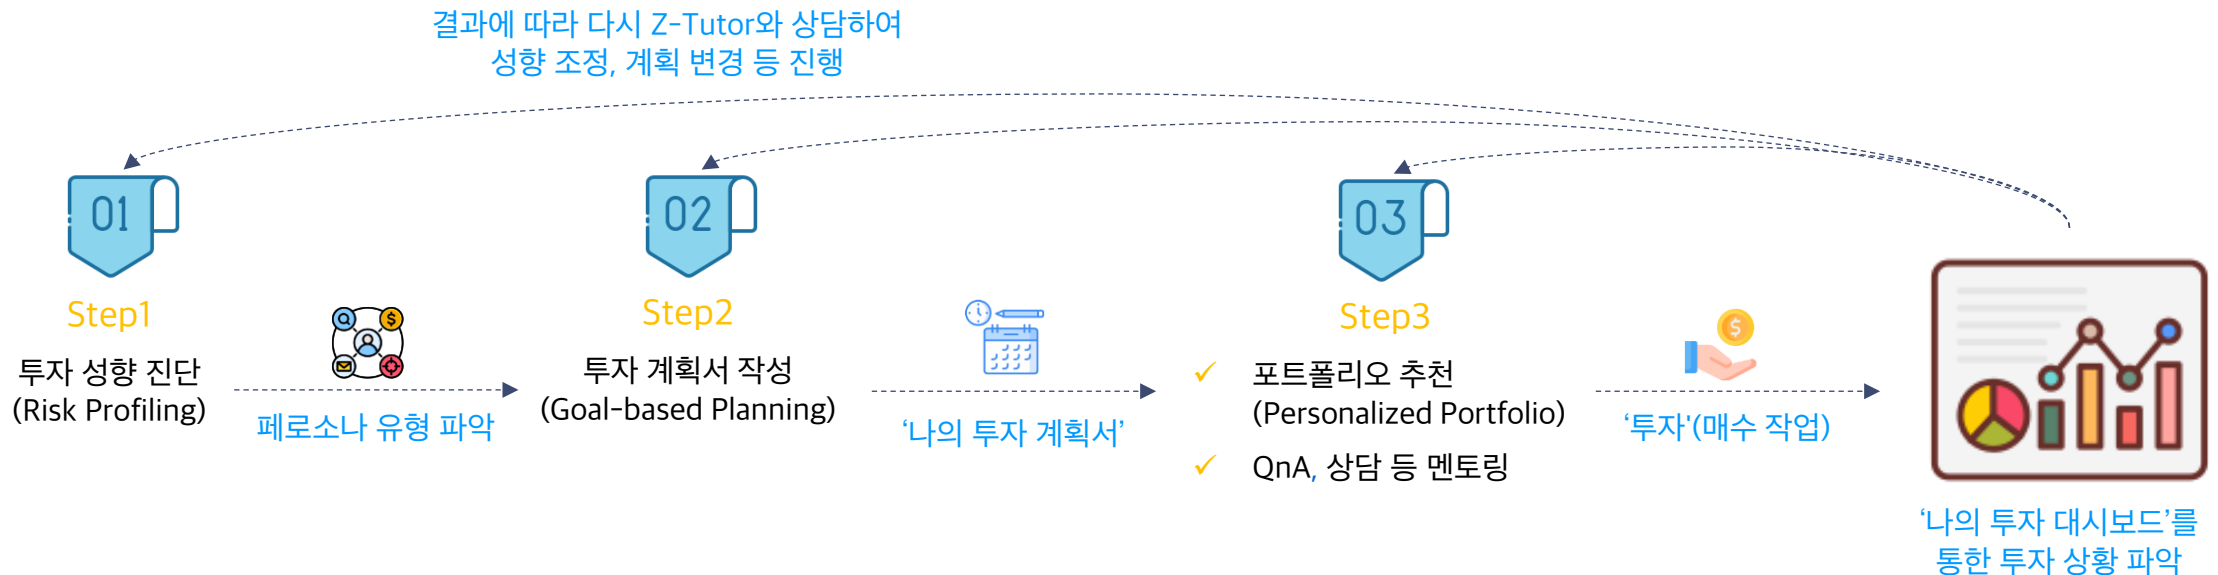 결과에 따라 다시 Z-Tutor와 상담하여
성향 조정, 계획 변경 등 진행
01
Step1
투자 성향 진단
(Risk Profiling)
페로소나 유형 파악
02
Step2
투자 계획서 작성
(Goal-based Planning)
‘나의 투자 계획서’
03
Step3
✓ 포트폴리오 추천
(Personalized Portfolio)
✓ QnA, 상담 등 멘토링
‘투자'(매수 작업)
‘나의 투자 대시보드’를
통한 투자 상황 파악